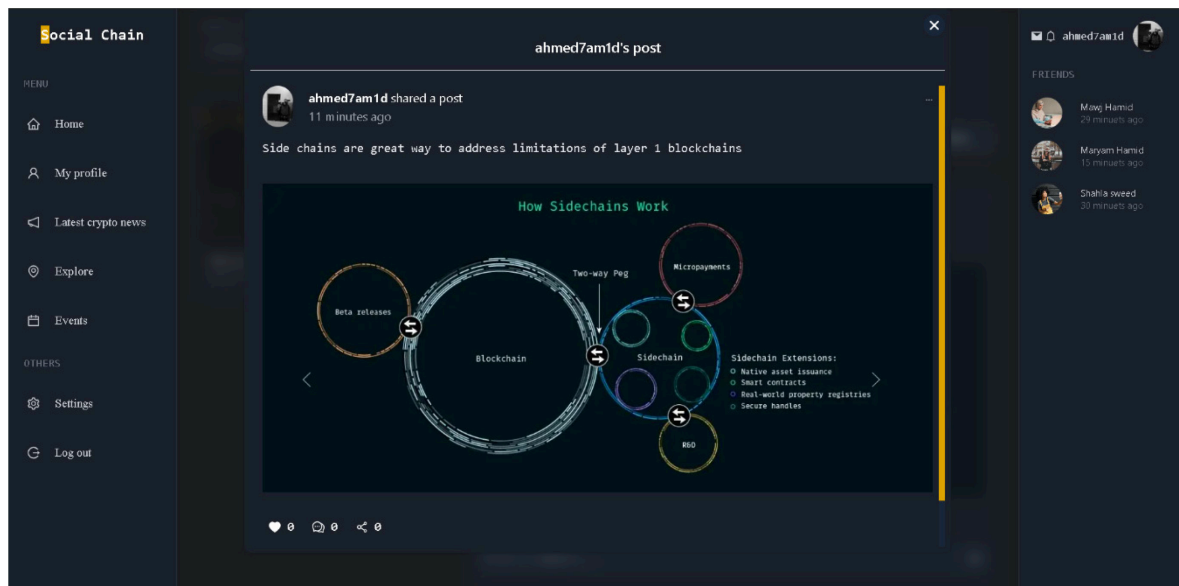 Social Chain
MENU
Home
My profile
Latest crypto news
Explore
Events
OTHERS
Settings
Log out
ahmed7am1d's post
ahmed7am1d shared a post
11 minutes ago
Side chains are great way to address limitations of layer 1 blockchains
How Sidechains Work
Beta releases
Blockchain
Two-way Peg
Micropayments
Sidechain
R&D
Sidechain Extensions:
Native asset issuance
Smart contracts
Real-world property registries
Secure handles
0 0 0
ahmed7am1d
FRIENDS
Mawj Hamid
29 minuets ago
Maryam Hamid
15 minuets ago
Shahla sweed
30 minuets ago